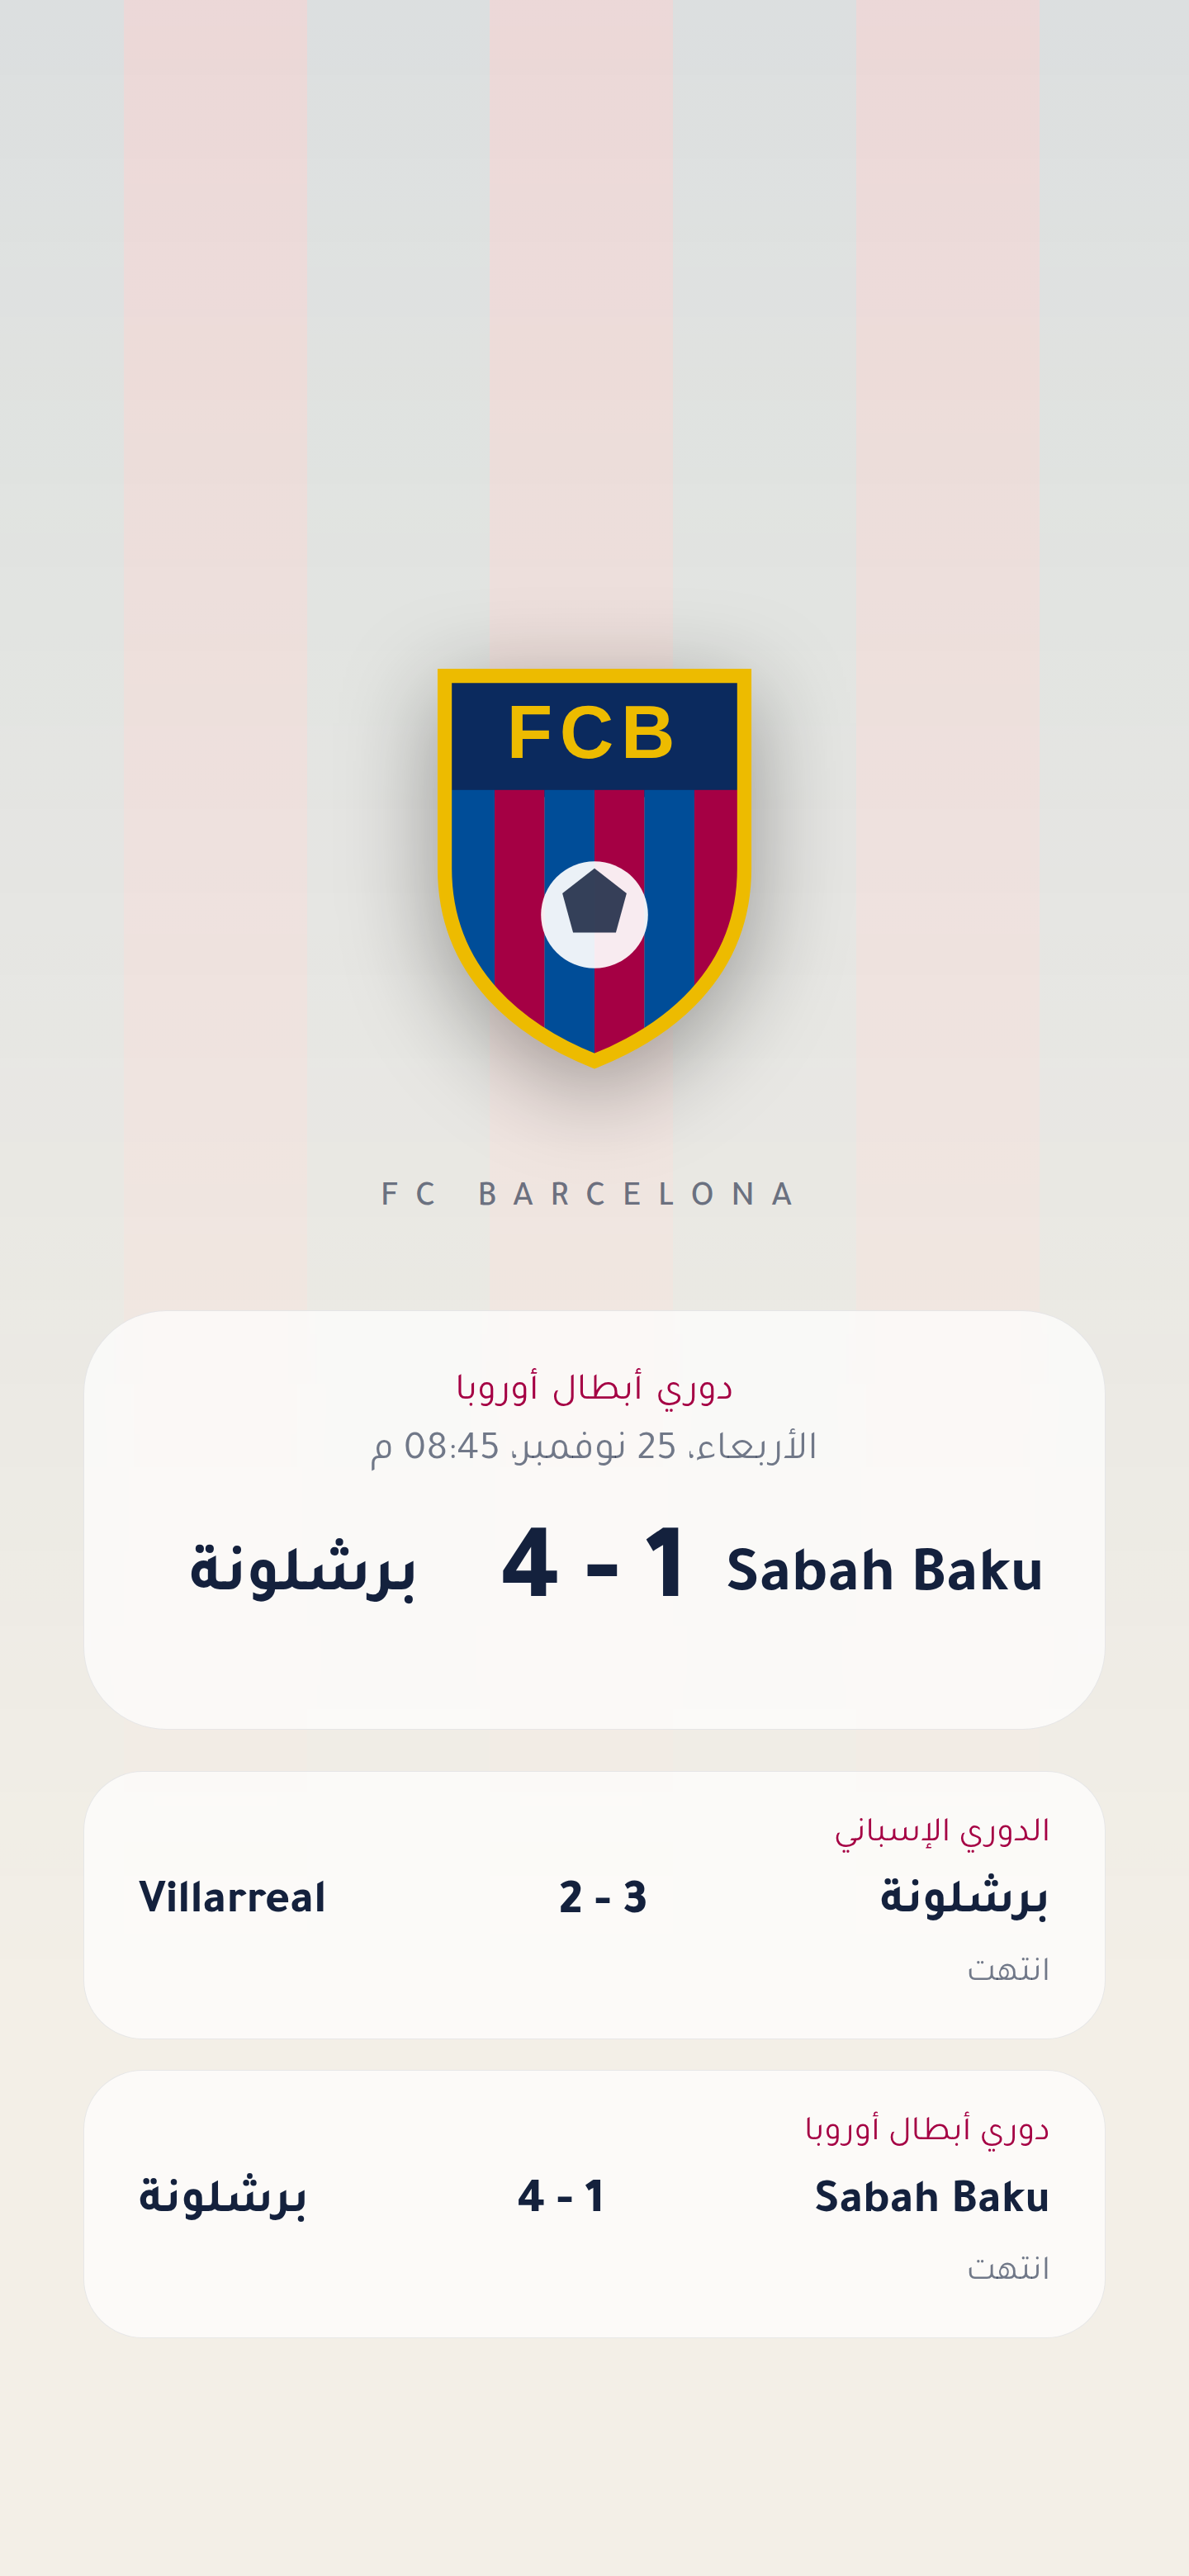 FCB
FC BARCELONA
دوري أبطال أوروبا
الأربعاء، 25 نوفمبر، 08:45 م
Sabah Baku 4 - 1 برشلونة
الدوري الإسباني
برشلونة 2 - 3 Villarreal
انتهت
دوري أبطال أوروبا
Sabah Baku 4 - 1 برشلونة
انتهت